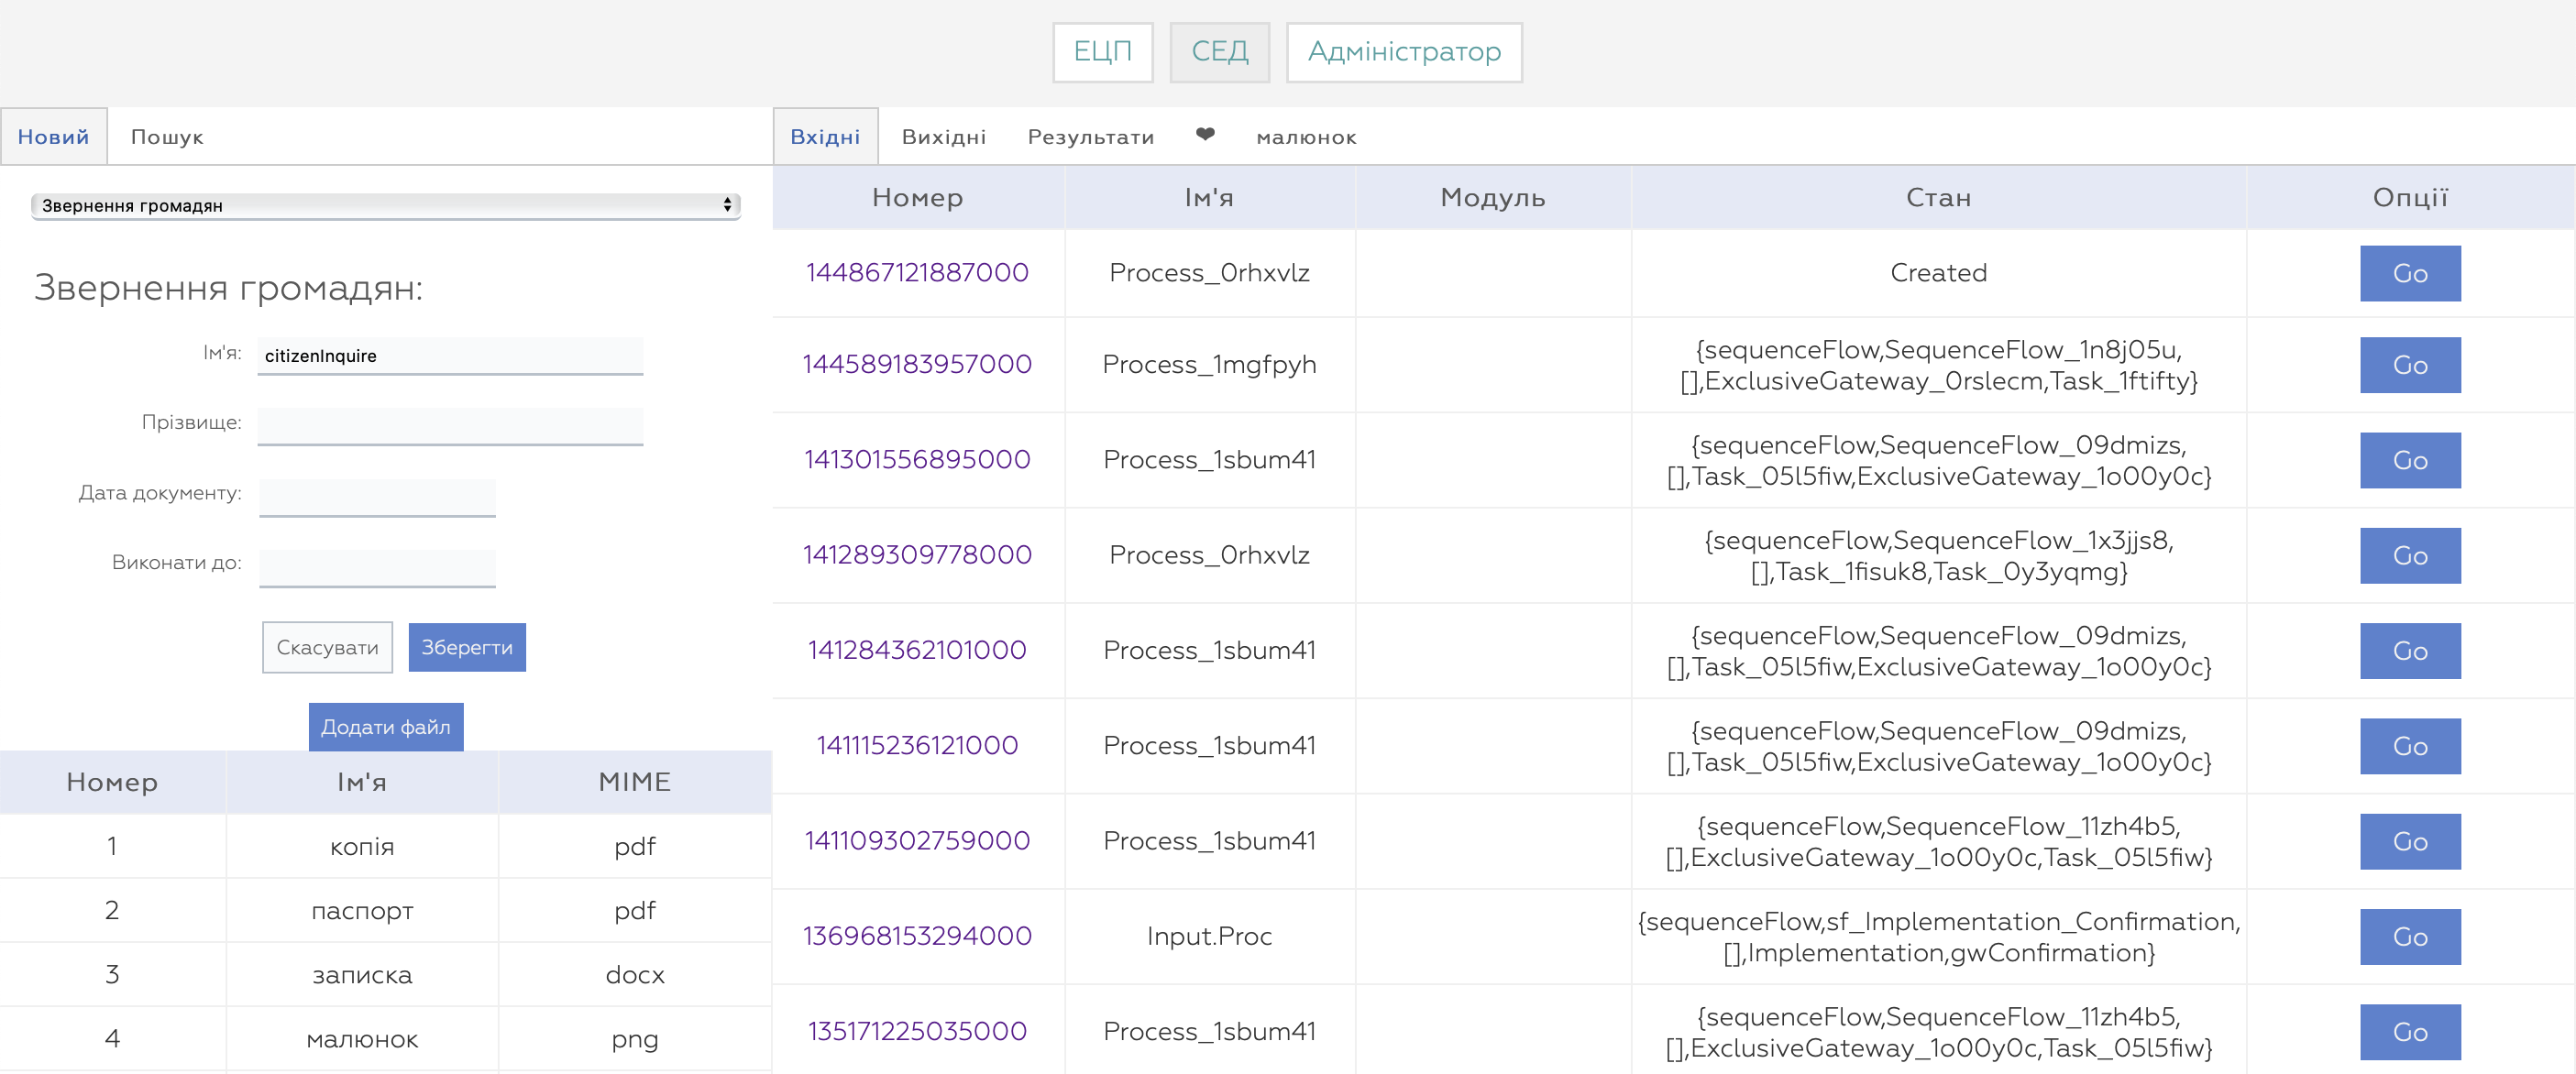 ЕЦП СЕД Адміністратор
Новий Пошук
Звернення громадян
Звернення громадян:
Ім'я: citizenInquire
Прізвище:
Дата документу:
Виконати до:
Скасувати Зберегти
Додати файл
Номер Ім'я MIME
1 копія pdf
2 паспорт pdf
3 записка docx
4 малюнок png
Вхідні Вихідні Результати ❤ малюнок
Номер Ім'я Модуль Стан Опції
144867121887000 Process_0rhxvlz Created Go
144589183957000 Process_1mgfpyh {sequenceFlow,SequenceFlow_1n8j05u,
[],ExclusiveGateway_0rslecm,Task_1ftifty} Go
141301556895000 Process_1sbum41 {sequenceFlow,SequenceFlow_09dmizs,
[],Task_05l5fiw,ExclusiveGateway_1o00y0c} Go
141289309778000 Process_0rhxvlz {sequenceFlow,SequenceFlow_1x3jjs8,
[],Task_1fisuk8,Task_0y3yqmg} Go
141284362101000 Process_1sbum41 {sequenceFlow,SequenceFlow_09dmizs,
[],Task_05l5fiw,ExclusiveGateway_1o00y0c} Go
141115236121000 Process_1sbum41 {sequenceFlow,SequenceFlow_09dmizs,
[],Task_05l5fiw,ExclusiveGateway_1o00y0c} Go
141109302759000 Process_1sbum41 {sequenceFlow,SequenceFlow_11zh4b5,
[],ExclusiveGateway_1o00y0c,Task_05l5fiw} Go
136968153294000 Input.Proc {sequenceFlow,sf_Implementation_Confirmation,
[],Implementation,gwConfirmation} Go
135171225035000 Process_1sbum41 {sequenceFlow,SequenceFlow_11zh4b5,
[],ExclusiveGateway_1o00y0c,Task_05l5fiw} Go